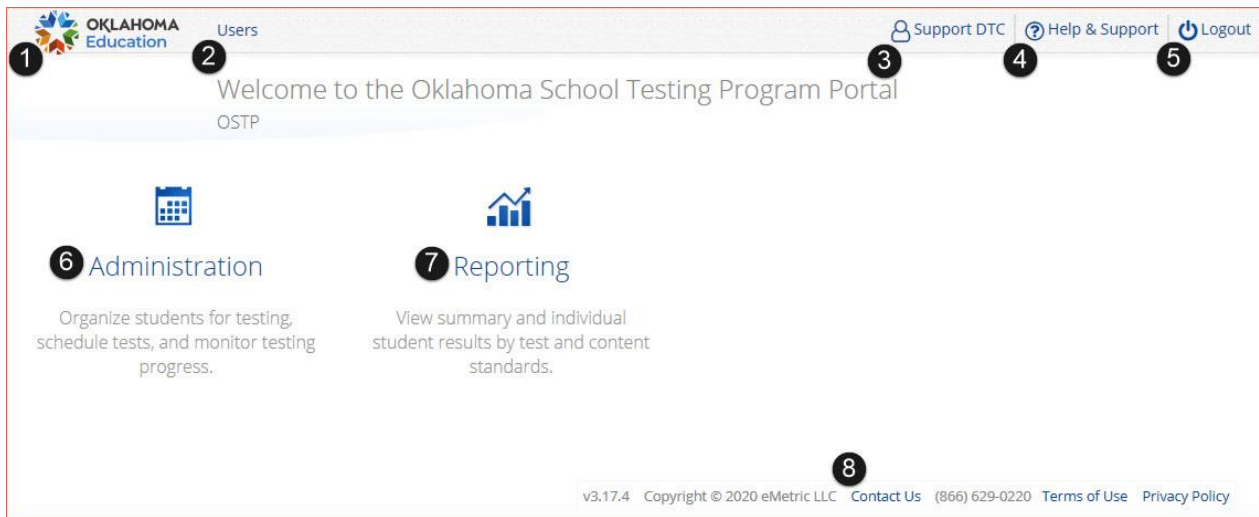 OKLAHOMA
Education
Users
Support DTC
Help & Support
Logout
1
2
3
4
5
Welcome to the Oklahoma School Testing Program Portal
OSTP
6 Administration
Organize students for testing,
schedule tests, and monitor testing
progress.
7 Reporting
View summary and individual
student results by test and content
standards.
8
v3.17.4 Copyright © 2020 eMetric LLC Contact Us (866) 629-0220 Terms of Use Privacy Policy